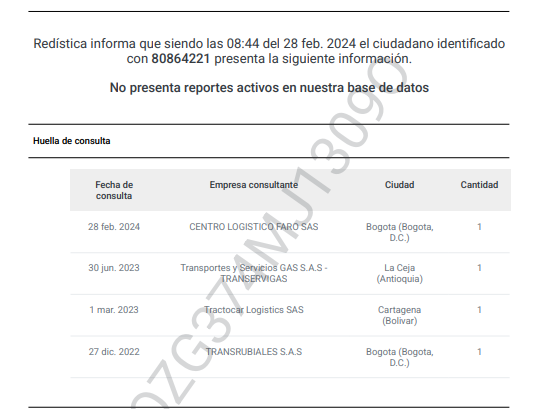 Redística informa que siendo las 08:44 del 28 feb. 2024 el ciudadano identificado
con 80864221 presenta la siguiente información.
No presenta reportes activos en nuestra base de datos
Huella de consulta
Fecha de consulta Empresa consultante Ciudad Cantidad
28 feb. 2024 CENTRO LOGISTICO FARO SAS Bogota (Bogota, D.C.) 1
30 jun. 2023 Transportes y Servicios GAS S.A.S - TRANSERVIGAS La Ceja (Antioquia) 1
1 mar. 2023 Tractocar Logistics SAS Cartagena (Bolivar) 1
27 dic. 2022 TRANSRUBIALES S.A.S Bogota (Bogota, D.C.) 1